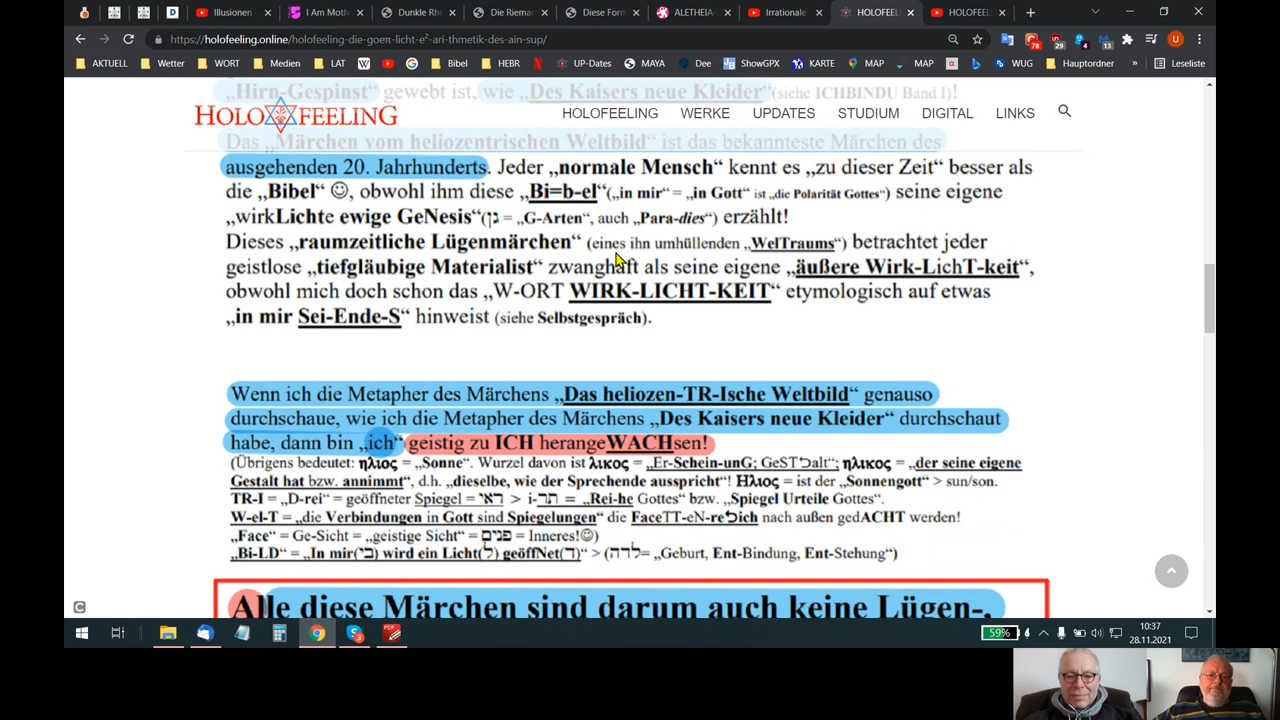 Illusionen -
I Am Moth
Dunkle Rhe
Die Riemar
Diese Form
ALETHEIA-
Irrationale
HOLOFEEL
HOLOFEEL
https://holofeeling.online/holofeeling-die-goeπ-licht-e²-ari-thmetik-des-ain-sup/
AKTUELL Wetter WORT Medien LAT Bibel HEBR UP-Dates MAYA Dee ShowGPX KARTE MAP MAP WUG Hauptordner » Leseliste
„Hirn-Gespinst“ gewebt ist, wie „Des Kaisers neue Kleider“ (siehe ICHBINDU Band I)!
HOLOFEELING
HOLOFEELING WERKE UPDATES STUDIUM DIGITAL LINKS
Das „Märchen vom heliozentrischen Weltbild“ ist das bekannteste Märchen des
ausgehenden 20. Jahrhunderts. Jeder „normale Mensch“ kennt es „zu dieser Zeit“ besser als
die „Bibel“ ☺, obwohl ihm diese „Bi=b-el“(„in mir“ = „in Gott“ ist „die Polarität Gottes“) seine eigene
„wirkLichte ewige GeNesis“(גן = „G-Arten“, auch „Para-dies“) erzählt!
Dieses „raumzeitliche Lügenmärchen“ (eines ihn umhüllenden „WelTraums“) betrachtet jeder
geistlose „tiefgläubige Materialist“ zwanghaft als seine eigene „äußere Wirk-LichT-keit“,
obwohl mich doch schon das „W-ORT WIRK-LICHT-KEIT“ etymologisch auf etwas
„in mir Sei-Ende-S“ hinweist (siehe Selbstgespräch).
Wenn ich die Metapher des Märchens „Das heliozen-TR-Ische Weltbild“ genauso
durchschaue, wie ich die Metapher des Märchens „Des Kaisers neue Kleider“ durchschaut
habe, dann bin „ich“ geistig zu ICH herangeWACHsen!
(Übrigens bedeutet: ηλιος = „Sonne“. Wurzel davon ist λικος = „Er-Schein-unG; GeSTלalt“; ηλικος = „der seine eigene
Gestalt hat bzw. annimmt“, d.h. „dieselbe, wie der Sprechende ausspricht“! Ηλιος = ist der „Sonnengott“ > sun/son.
TR-I = „D-rei“ = geöffneter Spiegel = ראי > i-תר = „Rei-he Gottes“ bzw. „Spiegel Urteile Gottes“.
W-el-T = „die Verbindungen in Gott sind Spiegelungen“ die FaceTT-eN-reלich nach außen gedACHT werden!
„Face“ = Ge-Sicht = „geistige Sicht“ = פנים = Inneres!☺)
„Bi-LD“ = „In mir(בי) wird ein Licht(ל) geöffNet(ד)“ > (לדה= „Geburt, Ent-Bindung, Ent-Stehung“)
Alle diese Märchen sind darum auch keine Lügen-,
59%
10:37
28.11.2021